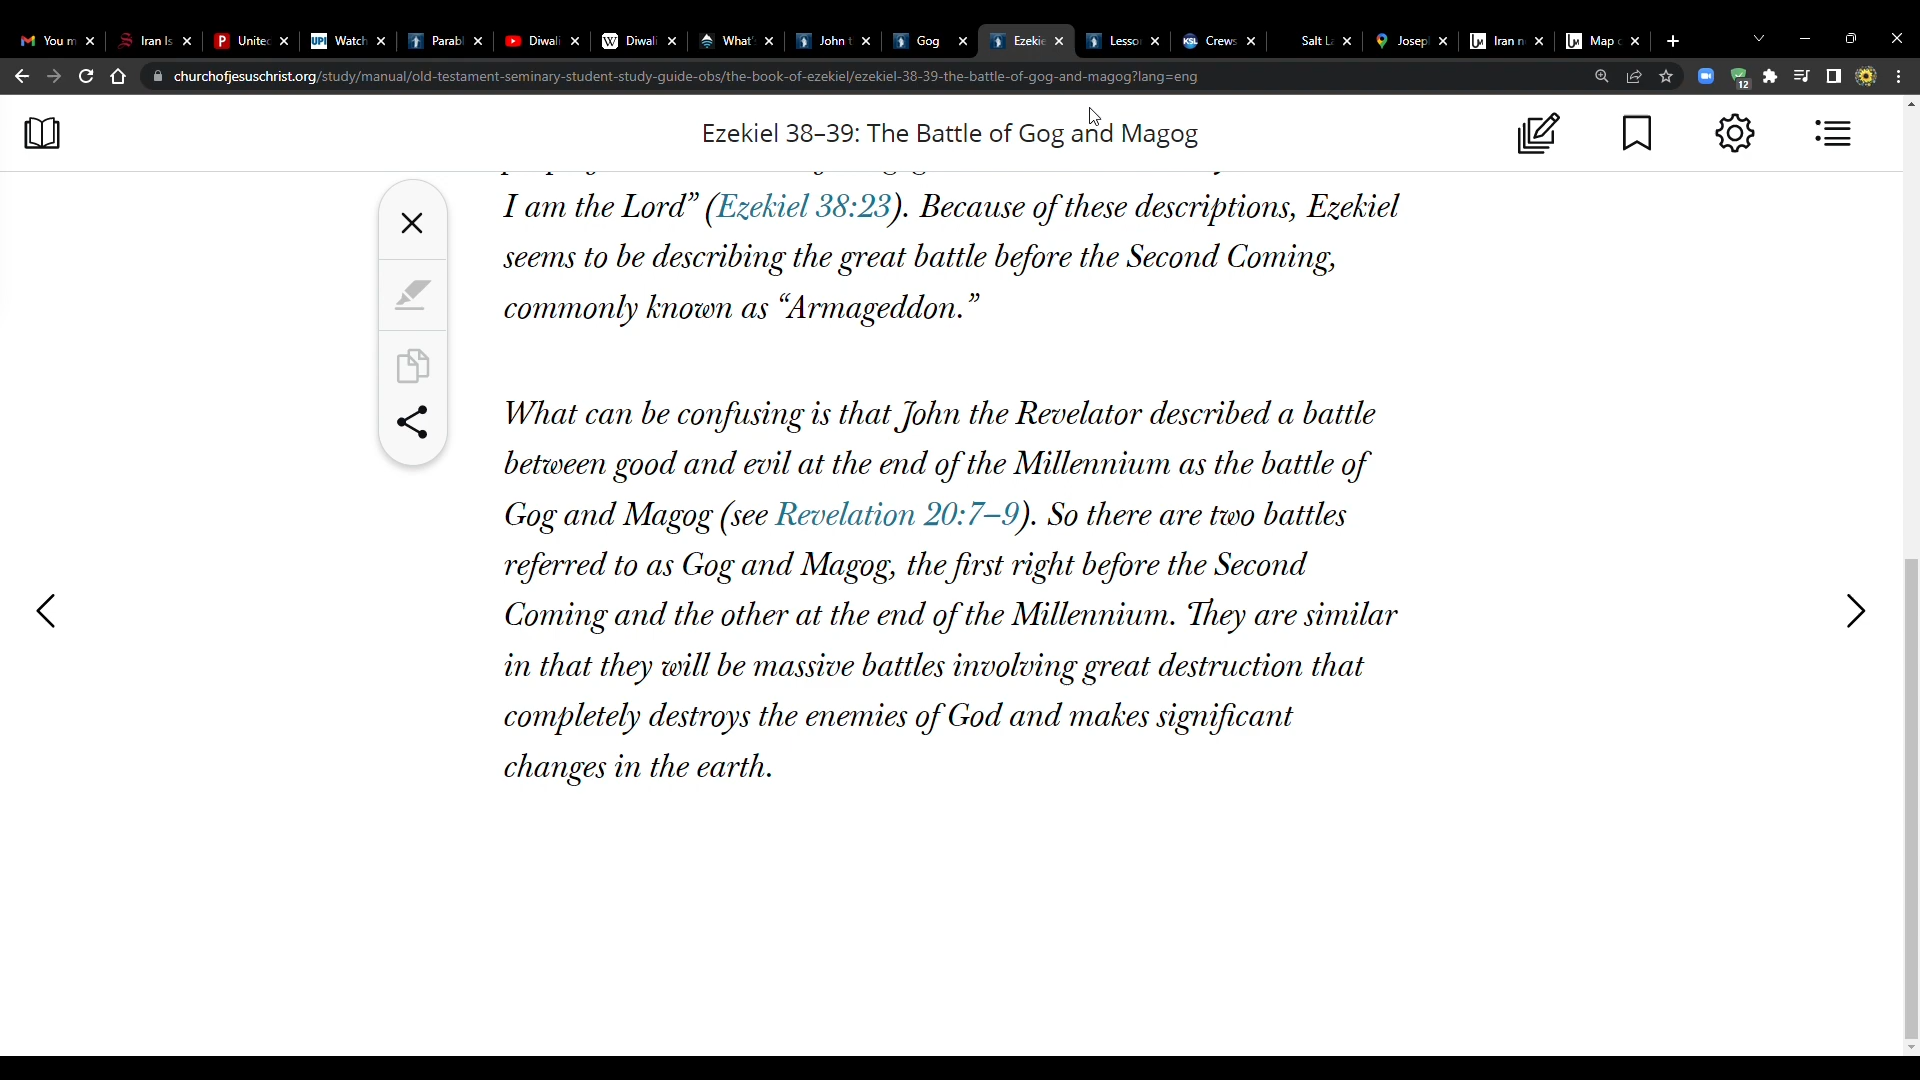 You m
Iran Is
Unitec
UPI Watch
Parabl
Diwali
W Diwali
What'
John t
Gog
Ezekie
Lesso
KSL Crews
Salt La
Josep
Iran n
Map o
churchofjesuschrist.org/study/manual/old-testament-seminary-student-study-guide-obs/the-book-of-ezekiel/ezekiel-38-39-the-battle-of-gog-and-magog?lang=eng
12
Ezekiel 38–39: The Battle of Gog and Magog
I am the Lord” (Ezekiel 38:23). Because of these descriptions, Ezekiel
seems to be describing the great battle before the Second Coming,
commonly known as “Armageddon.”
What can be confusing is that John the Revelator described a battle
between good and evil at the end of the Millennium as the battle of
Gog and Magog (see Revelation 20:7–9). So there are two battles
referred to as Gog and Magog, the first right before the Second
Coming and the other at the end of the Millennium. They are similar
in that they will be massive battles involving great destruction that
completely destroys the enemies of God and makes significant
changes in the earth.